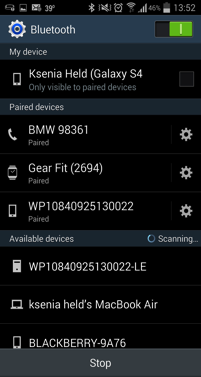 39° 46% 13:52
Bluetooth
My device
Ksenia Held (Galaxy S4
Only visible to paired devices
Paired devices
BMW 98361
Paired
Gear Fit (2694)
Paired
WP10840925130022
Paired
Available devices Scanning...
WP10840925130022-LE
ksenia held's MacBook Air
BLACKBERRY-9A76
Stop